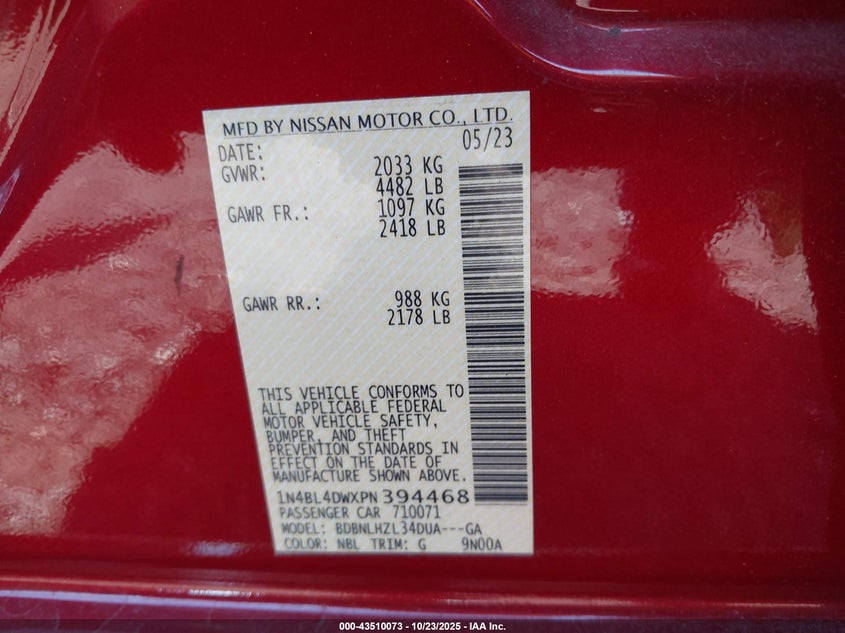 MFD BY NISSAN MOTOR CO., LTD.
DATE: 05/23
GVWR: 2033 KG
4482 LB
GAWR FR.: 1097 KG
2418 LB
GAWR RR.: 988 KG
2178 LB
THIS VEHICLE CONFORMS TO
ALL APPLICABLE FEDERAL
MOTOR VEHICLE SAFETY,
BUMPER, AND THEFT
PREVENTION STANDARDS IN
EFFECT ON THE DATE OF
MANUFACTURE SHOWN ABOVE.
1N4BL4DWXPN394468
PASSENGER CAR 710071
MODEL: BDBNLHZL34DUA---GA
COLOR: NBL TRIM: G 9N00A
000-43510073 - 10/23/2025 - IAA Inc.